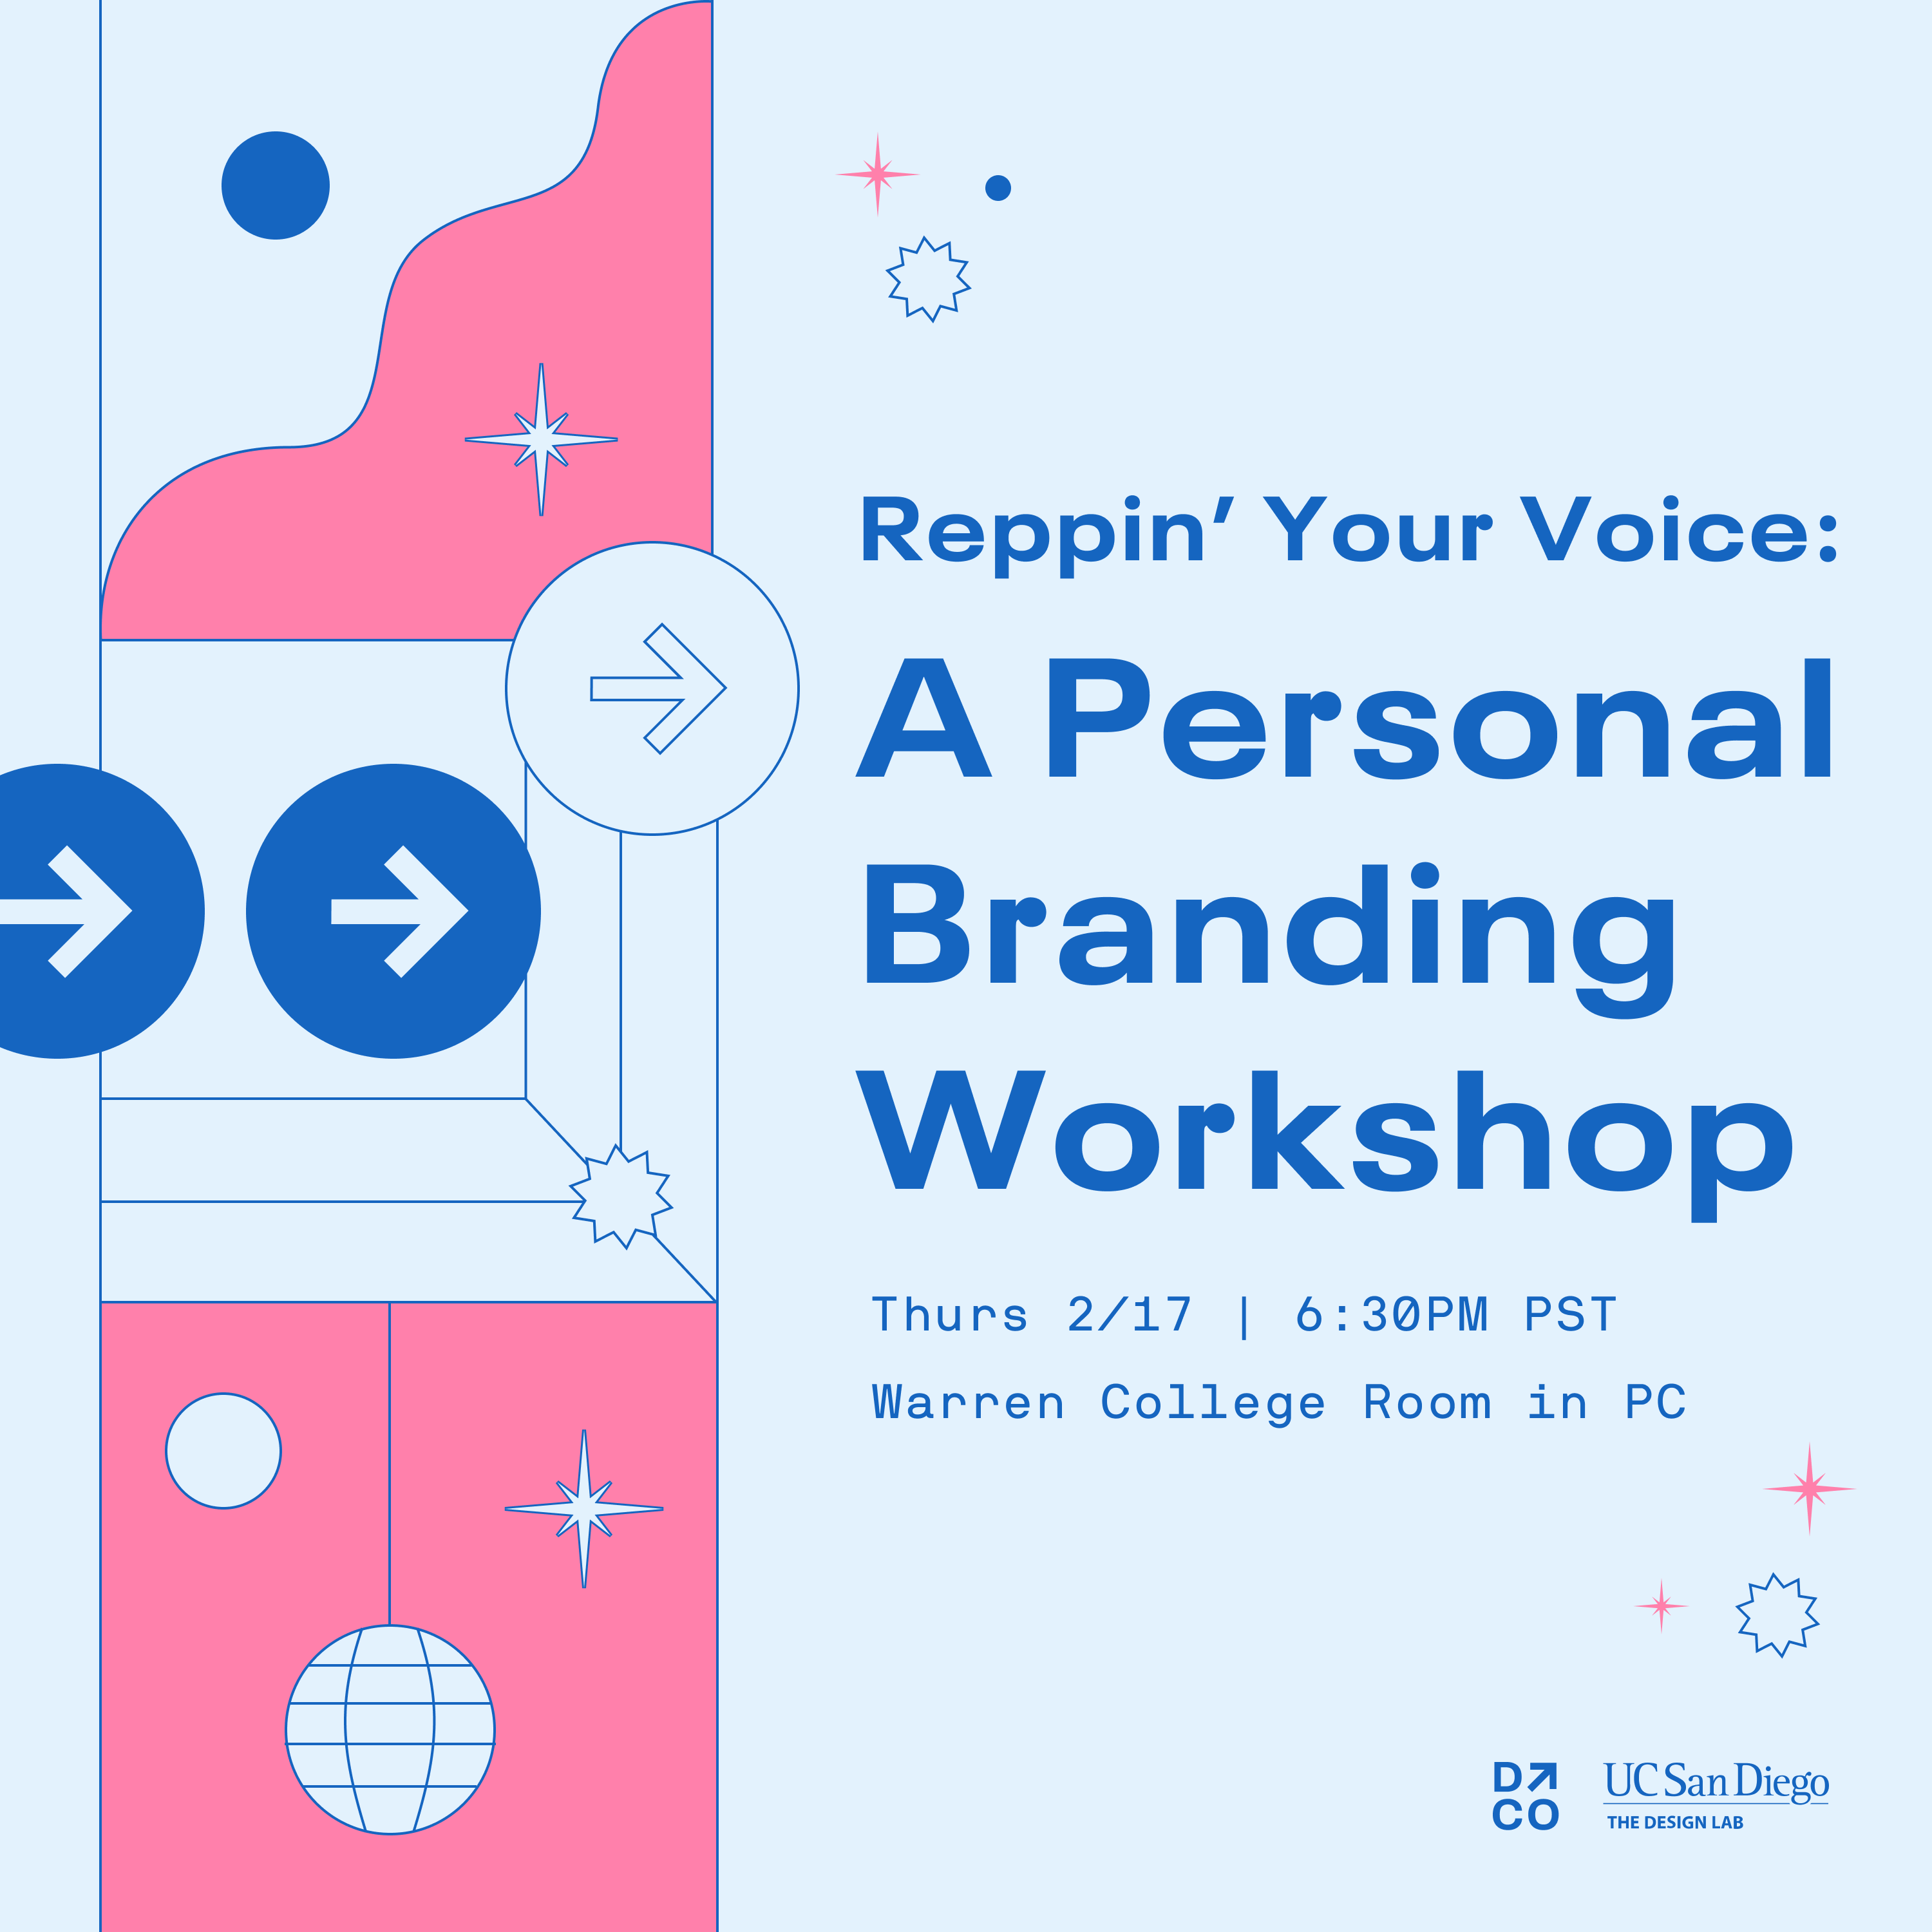 Reppin’ Your Voice:
A Personal
Branding
Workshop
Thurs 2/17 | 6:30PM PST
Warren College Room in PC
D
CO
UC San Diego
THE DESIGN LAB